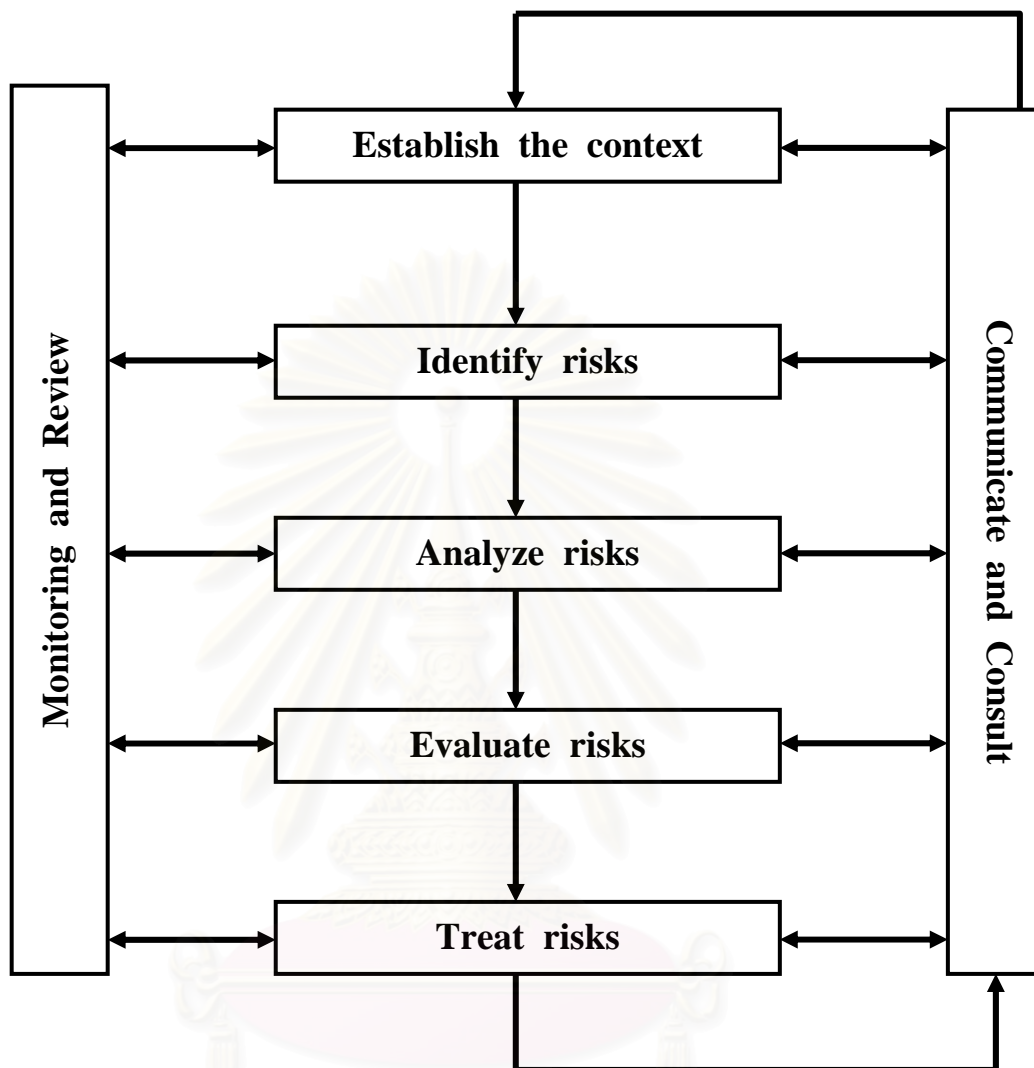 Establish the context
Identify risks
Analyze risks
Evaluate risks
Treat risks
Monitoring and Review
Communicate and Consult